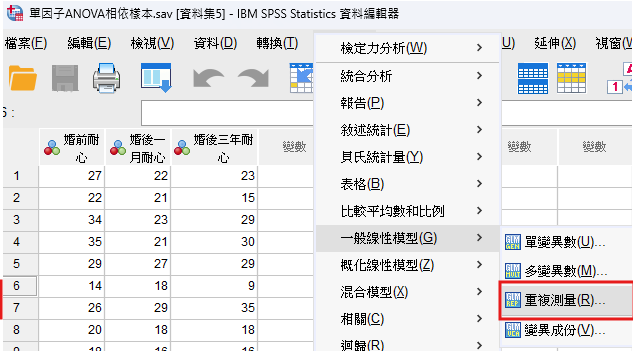 單因子ANOVA相依樣本.sav [資料集5] - IBM SPSS Statistics 資料編輯器
檔案(F) 編輯(E) 檢視(V) 資料(D) 轉換(T) U) 延伸(X) 視窗(W
檢定力分析(W)
統合分析
報告(P)
敘述統計(E)
貝氏統計量(Y)
表格(B)
比較平均數和比例
一般線性模型(G)
概化線性模型(Z)
混合模型(X)
相關(C)
迴歸(R)
單變異數(U)...
多變異數(M)...
重複測量(R)...
變異成份(V)...
6 :
婚前耐心 婚後一月耐心 婚後三年耐心 變數 變數 變數
1 27 22 23
2 22 21 15
3 34 23 29
4 35 21 30
5 29 27 29
6 14 18 9
7 26 29 35
8 20 18 18
18 16 16